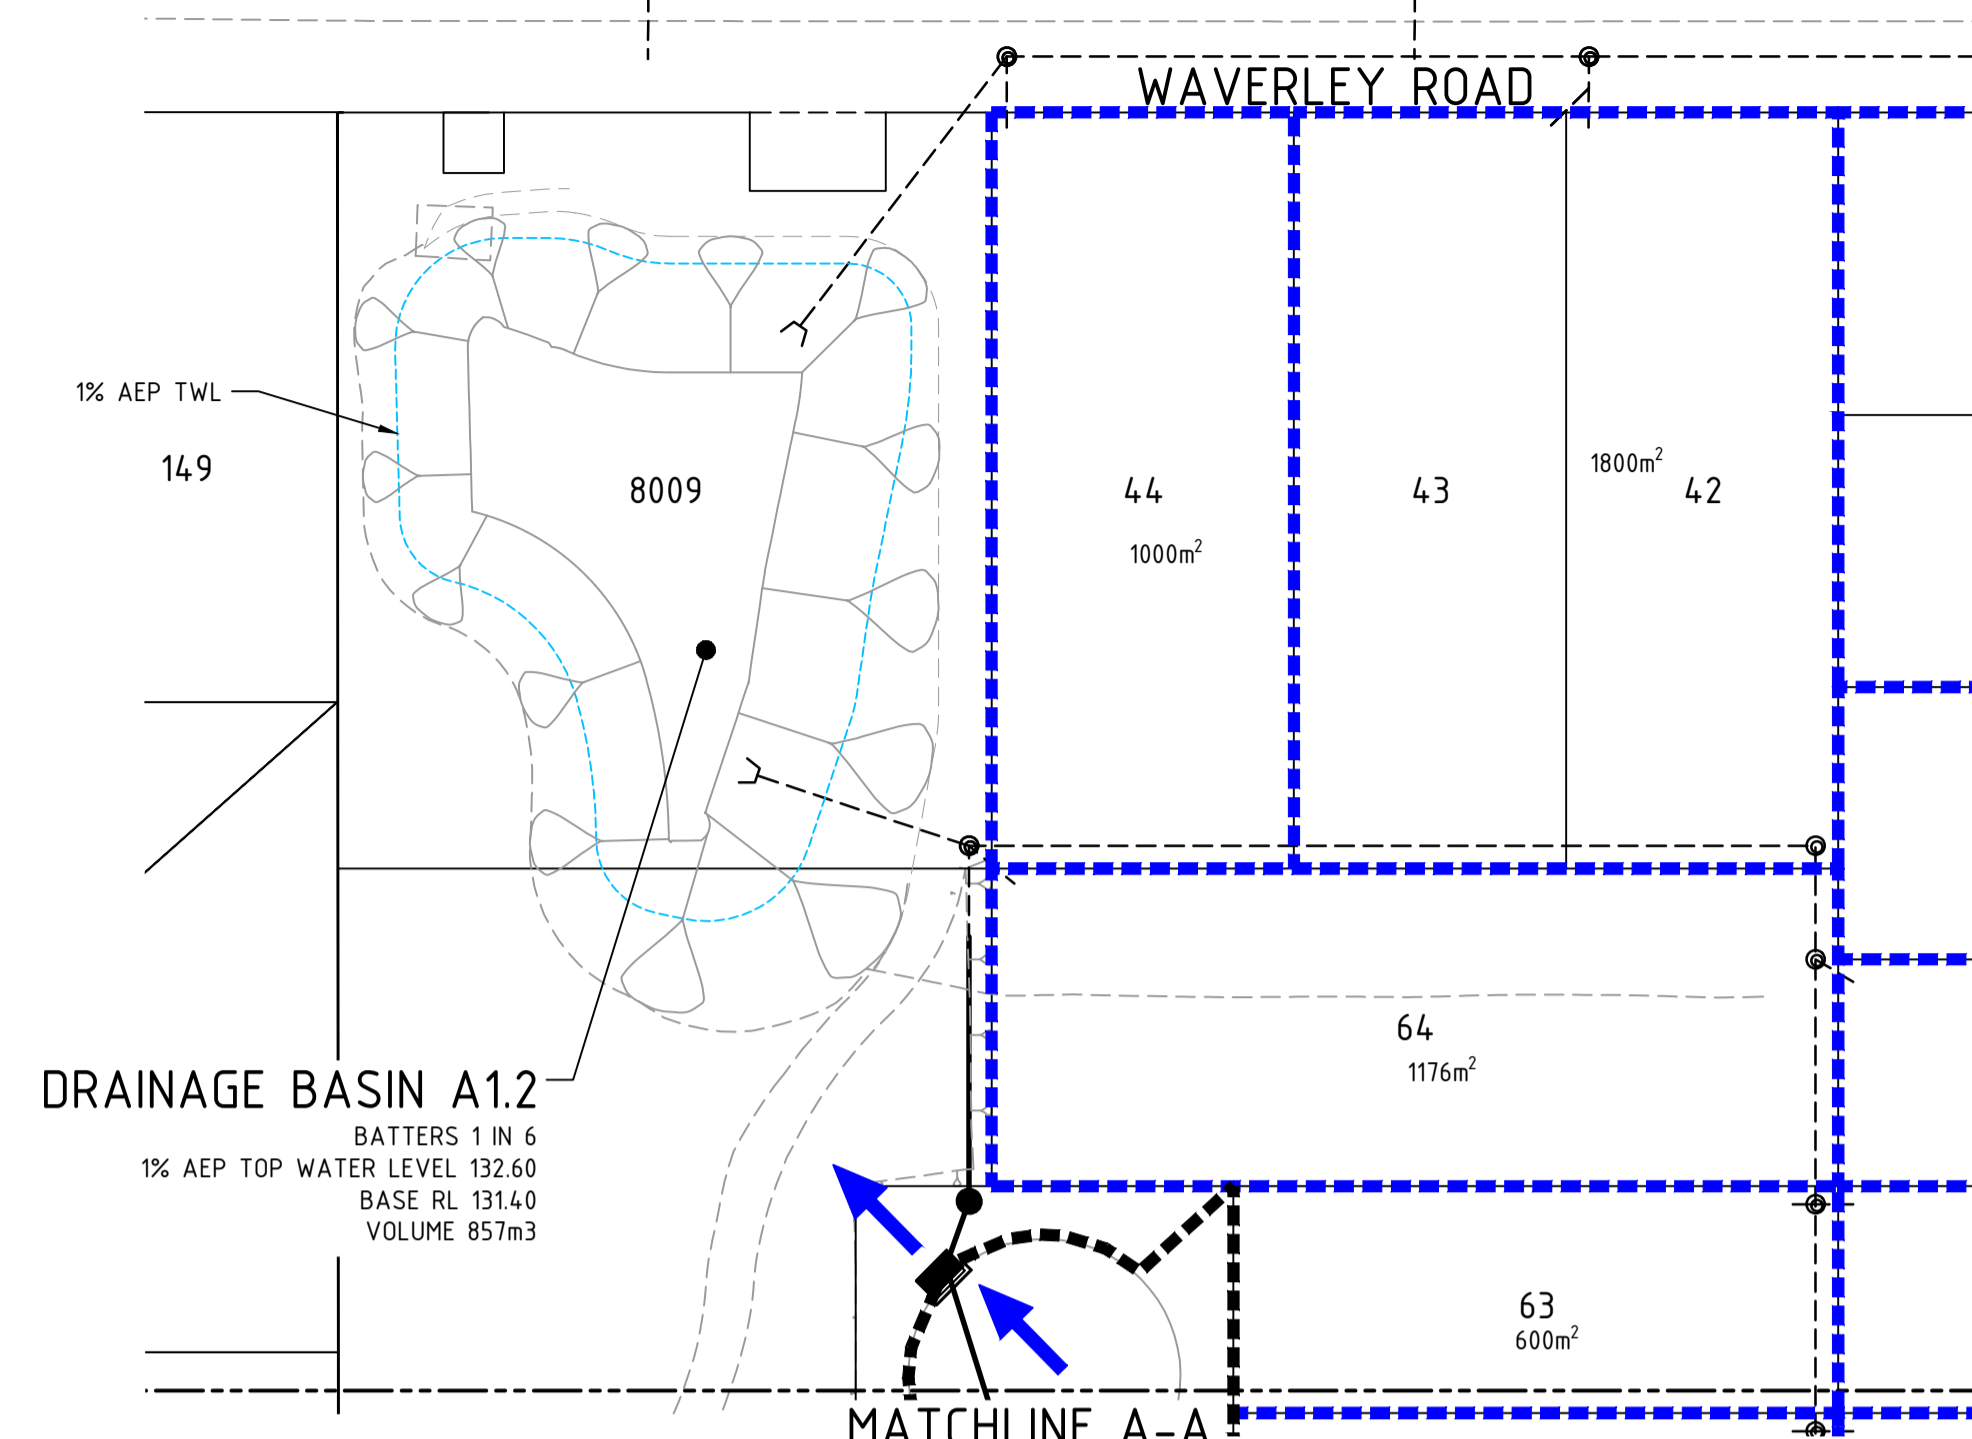 WAVERLEY ROAD
1% AEP TWL
149
8009
44
1000m²
43
1800m²
42
64
1176m²
DRAINAGE BASIN A1.2
BATTERS 1 IN 6
1% AEP TOP WATER LEVEL 132.60
BASE RL 131.40
VOLUME 857m3
63
600m²
MATCHLINE A-A